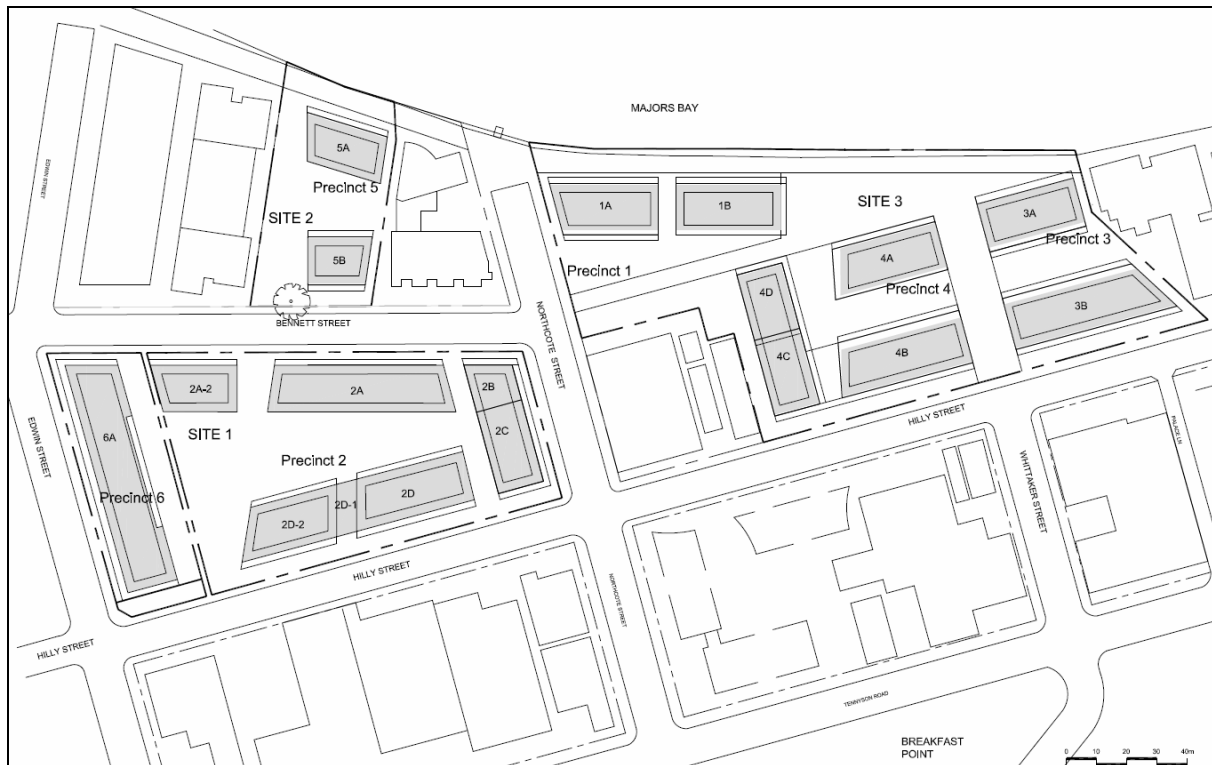 MAJORS BAY
EDWIN STREET
5A
Precinct 5
SITE 2
5B
BENNETT STREET
1A
1B
SITE 3
3A
Precinct 3
Precinct 1
4A
Precinct 4
4D
3B
4C
4B
NORTHCOTE STREET
HILLY STREET
PALACE LN
WHITTAKER STREET
EDWIN STREET
6A
Precinct 6
2A-2
SITE 1
2A
2B
2C
Precinct 2
2D
2D-1
2D-2
HILLY STREET
HILLY STREET
NORTHCOTE STREET
TENNYSON ROAD
BREAKFAST
POINT
0 10 20 30 40m